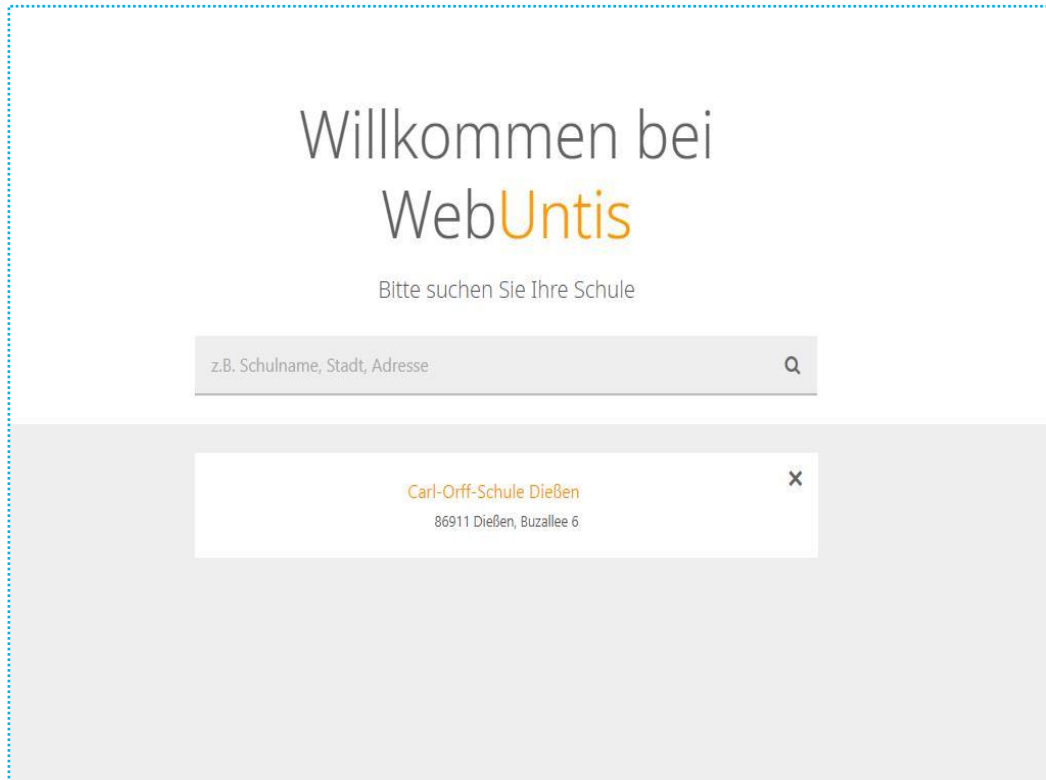 Willkommen bei
WebUntis
Bitte suchen Sie Ihre Schule
z.B. Schulname, Stadt, Adresse
Carl-Orff-Schule Dießen
86911 Dießen, Buzallee 6